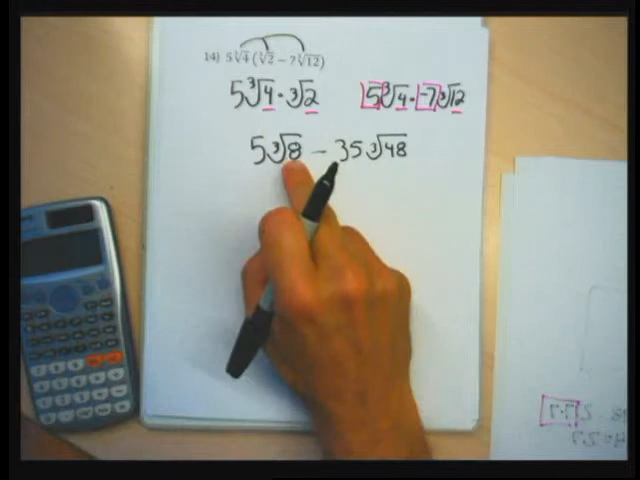 14) 5∛4(∛2 − 7∛12)
5∛4 · ∛2   5∛4 · -7∛12
5∛8 − 35∛48